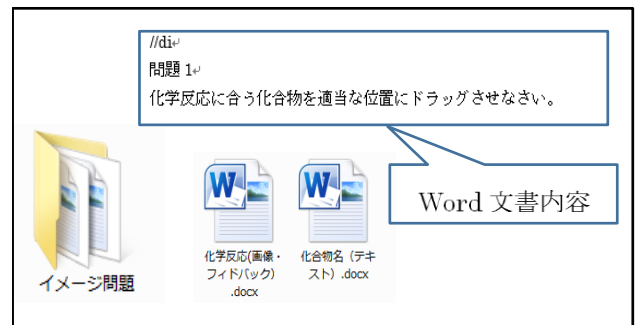 //di↵
問題 1↵
化学反応に合う化合物を適当な位置にドラッグさせなさい。
Word 文書内容
イメージ問題
化学反応(画像・
フィドバック)
.docx
化合物名（テキ
スト）.docx